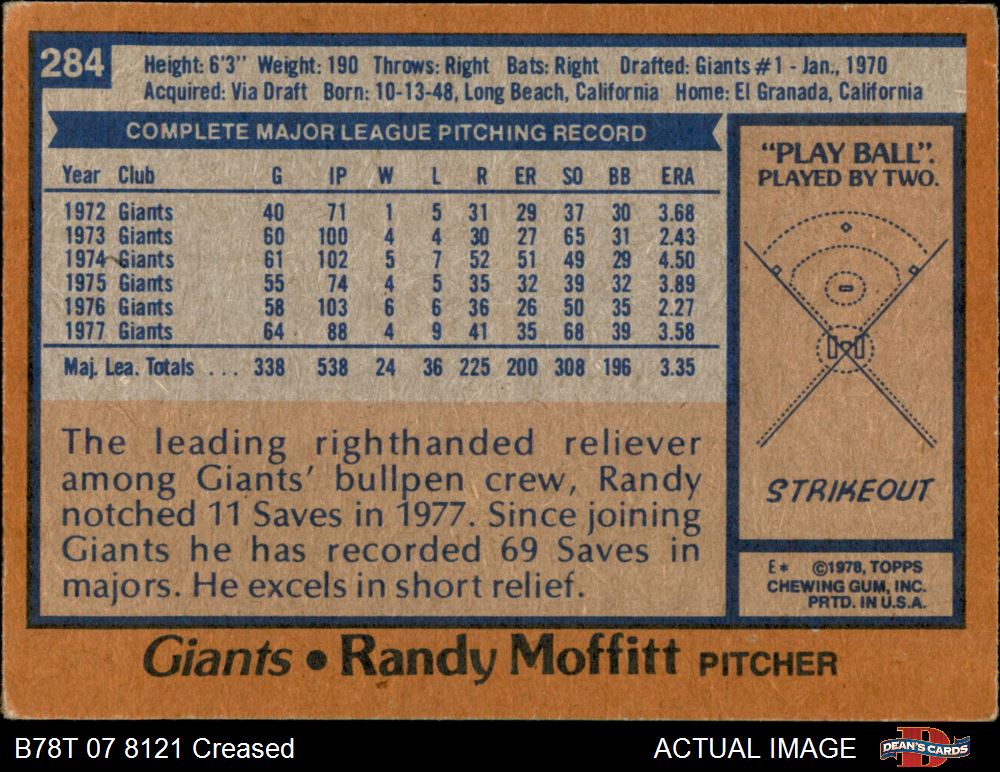 284
Height: 6'3" Weight: 190 Throws: Right Bats: Right Drafted: Giants #1 - Jan., 1970
Acquired: Via Draft Born: 10-13-48, Long Beach, California Home: El Granada, California
COMPLETE MAJOR LEAGUE PITCHING RECORD
Year Club G IP W L R ER SO BB ERA
1972 Giants 40 71 1 5 31 29 37 30 3.68
1973 Giants 60 100 4 4 30 27 65 31 2.43
1974 Giants 61 102 5 7 52 51 49 29 4.50
1975 Giants 55 74 4 5 35 32 39 32 3.89
1976 Giants 58 103 6 6 36 26 50 35 2.27
1977 Giants 64 88 4 9 41 35 68 39 3.58
Maj. Lea. Totals . . . 338 538 24 36 225 200 308 196 3.35
The leading righthanded reliever
among Giants' bullpen crew, Randy
notched 11 Saves in 1977. Since joining
Giants he has recorded 69 Saves in
majors. He excels in short relief.
"PLAY BALL".
PLAYED BY TWO.
STRIKEOUT
E* ©1978, TOPPS
CHEWING GUM, INC.
PRTD. IN U.S.A.
Giants • Randy Moffitt PITCHER
B78T 07 8121 Creased
ACTUAL IMAGE
D
DEAN'S CARDS